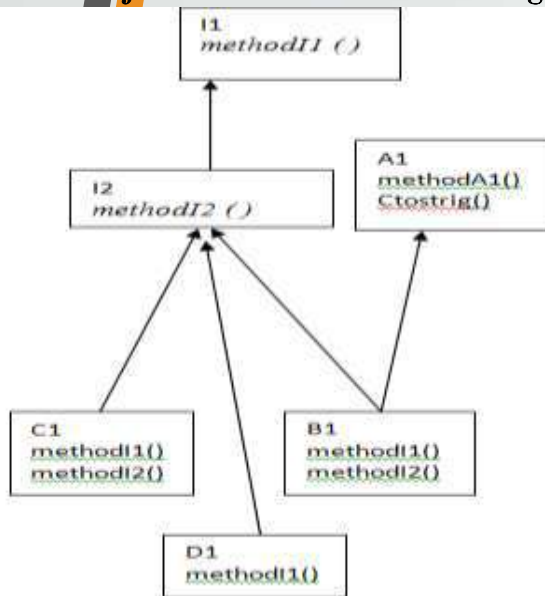 I1
methodI1 ()
A1
methodA1()
Ctostrig()
I2
methodI2 ()
C1
methodI1()
methodI2()
B1
methodI1()
methodI2()
D1
methodI1()